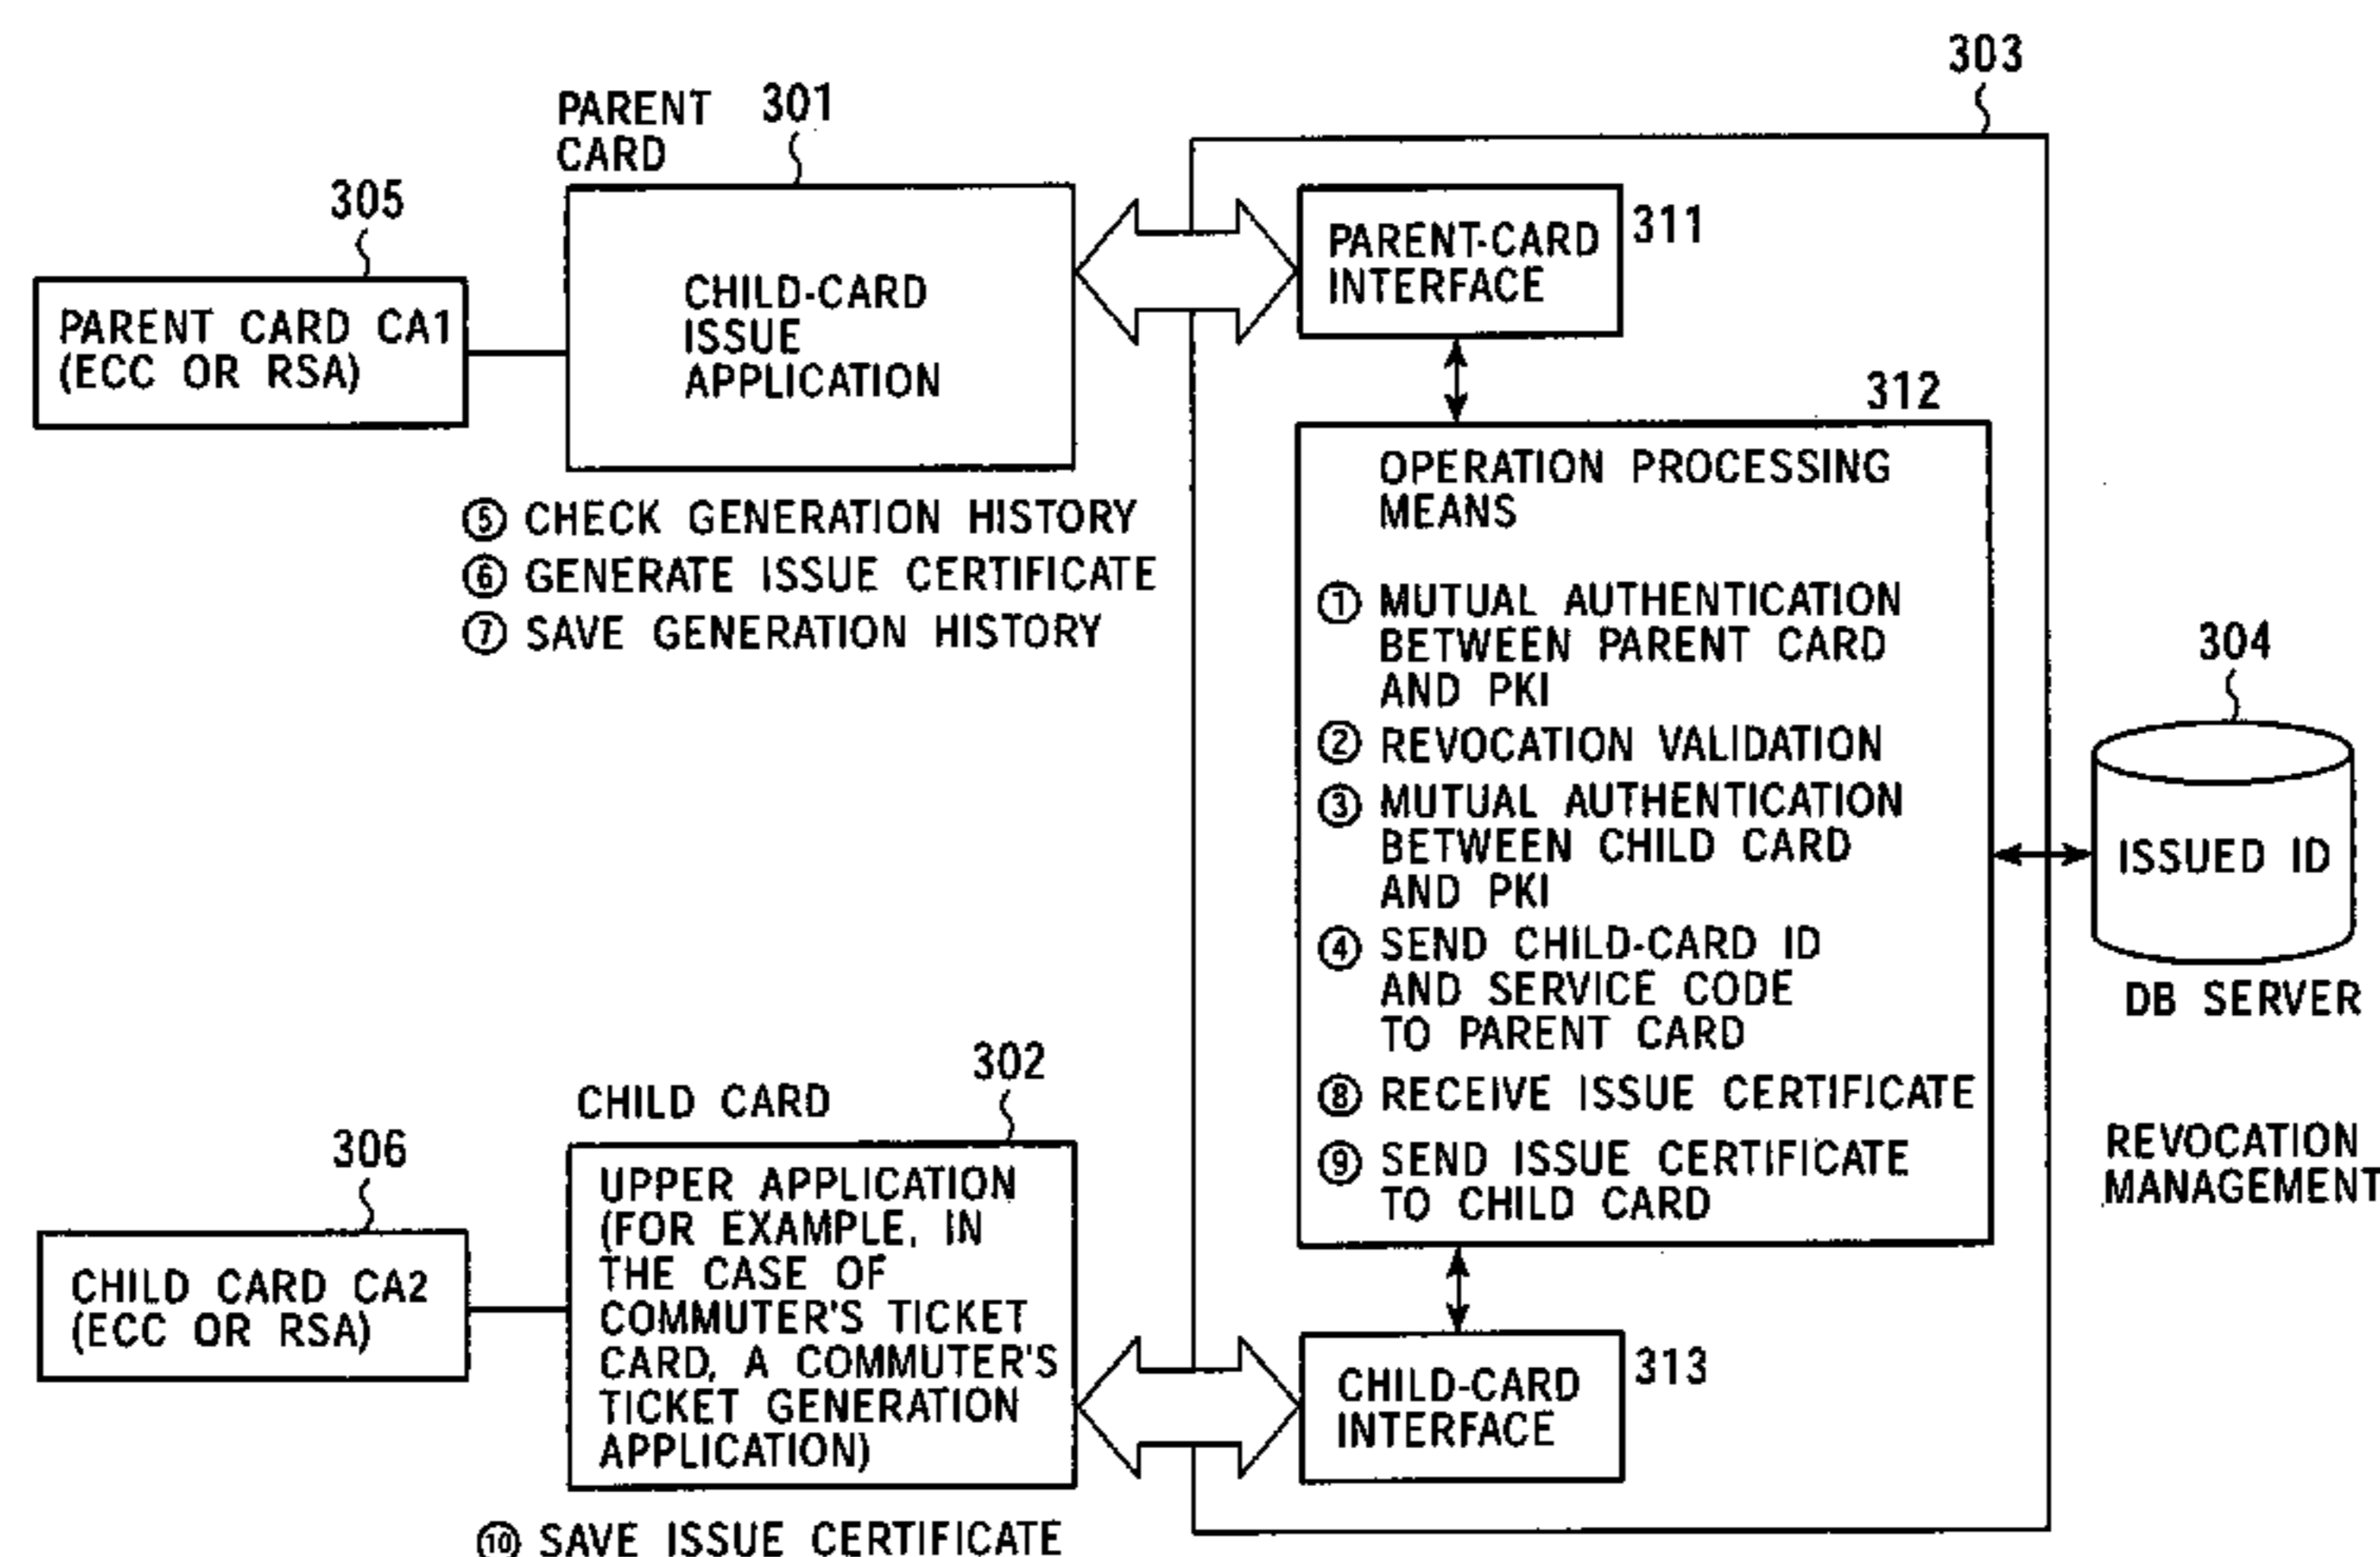 303
PARENT
CARD
301
305
PARENT CARD CA1
(ECC OR RSA)
CHILD-CARD
ISSUE
APPLICATION
PARENT-CARD
INTERFACE
311
⑤ CHECK GENERATION HISTORY
⑥ GENERATE ISSUE CERTIFICATE
⑦ SAVE GENERATION HISTORY
312
OPERATION PROCESSING
MEANS
① MUTUAL AUTHENTICATION
BETWEEN PARENT CARD
AND PKI
② REVOCATION VALIDATION
③ MUTUAL AUTHENTICATION
BETWEEN CHILD CARD
AND PKI
④ SEND CHILD-CARD ID
AND SERVICE CODE
TO PARENT CARD
⑧ RECEIVE ISSUE CERTIFICATE
⑨ SEND ISSUE CERTIFICATE
TO CHILD CARD
304
ISSUED ID
DB SERVER
REVOCATION
MANAGEMENT
CHILD CARD
302
306
CHILD CARD CA2
(ECC OR RSA)
UPPER APPLICATION
(FOR EXAMPLE, IN
THE CASE OF
COMMUTER'S TICKET
CARD, A COMMUTER'S
TICKET GENERATION
APPLICATION)
CHILD-CARD
INTERFACE
313
⑩ SAVE ISSUE CERTIFICATE